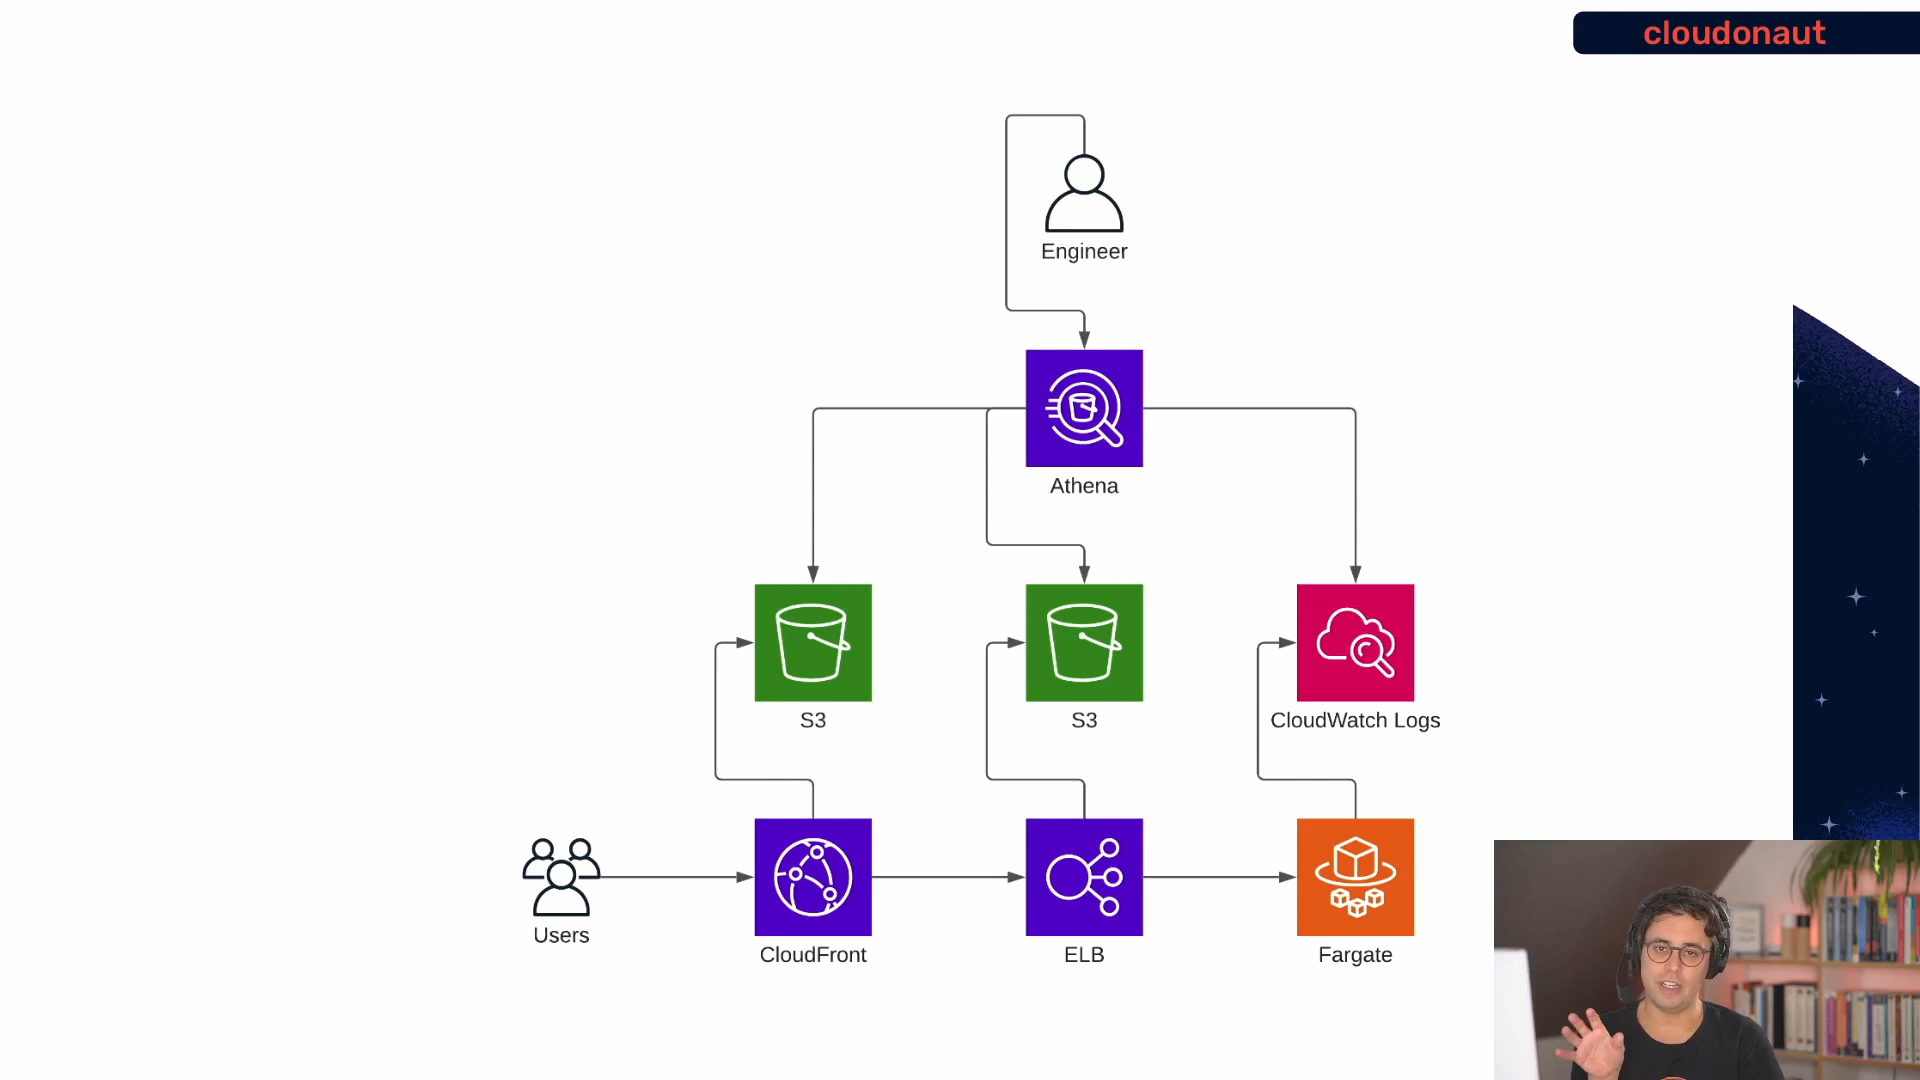 cloudonaut
Engineer
Athena
S3
S3
CloudWatch Logs
Users
CloudFront
ELB
Fargate